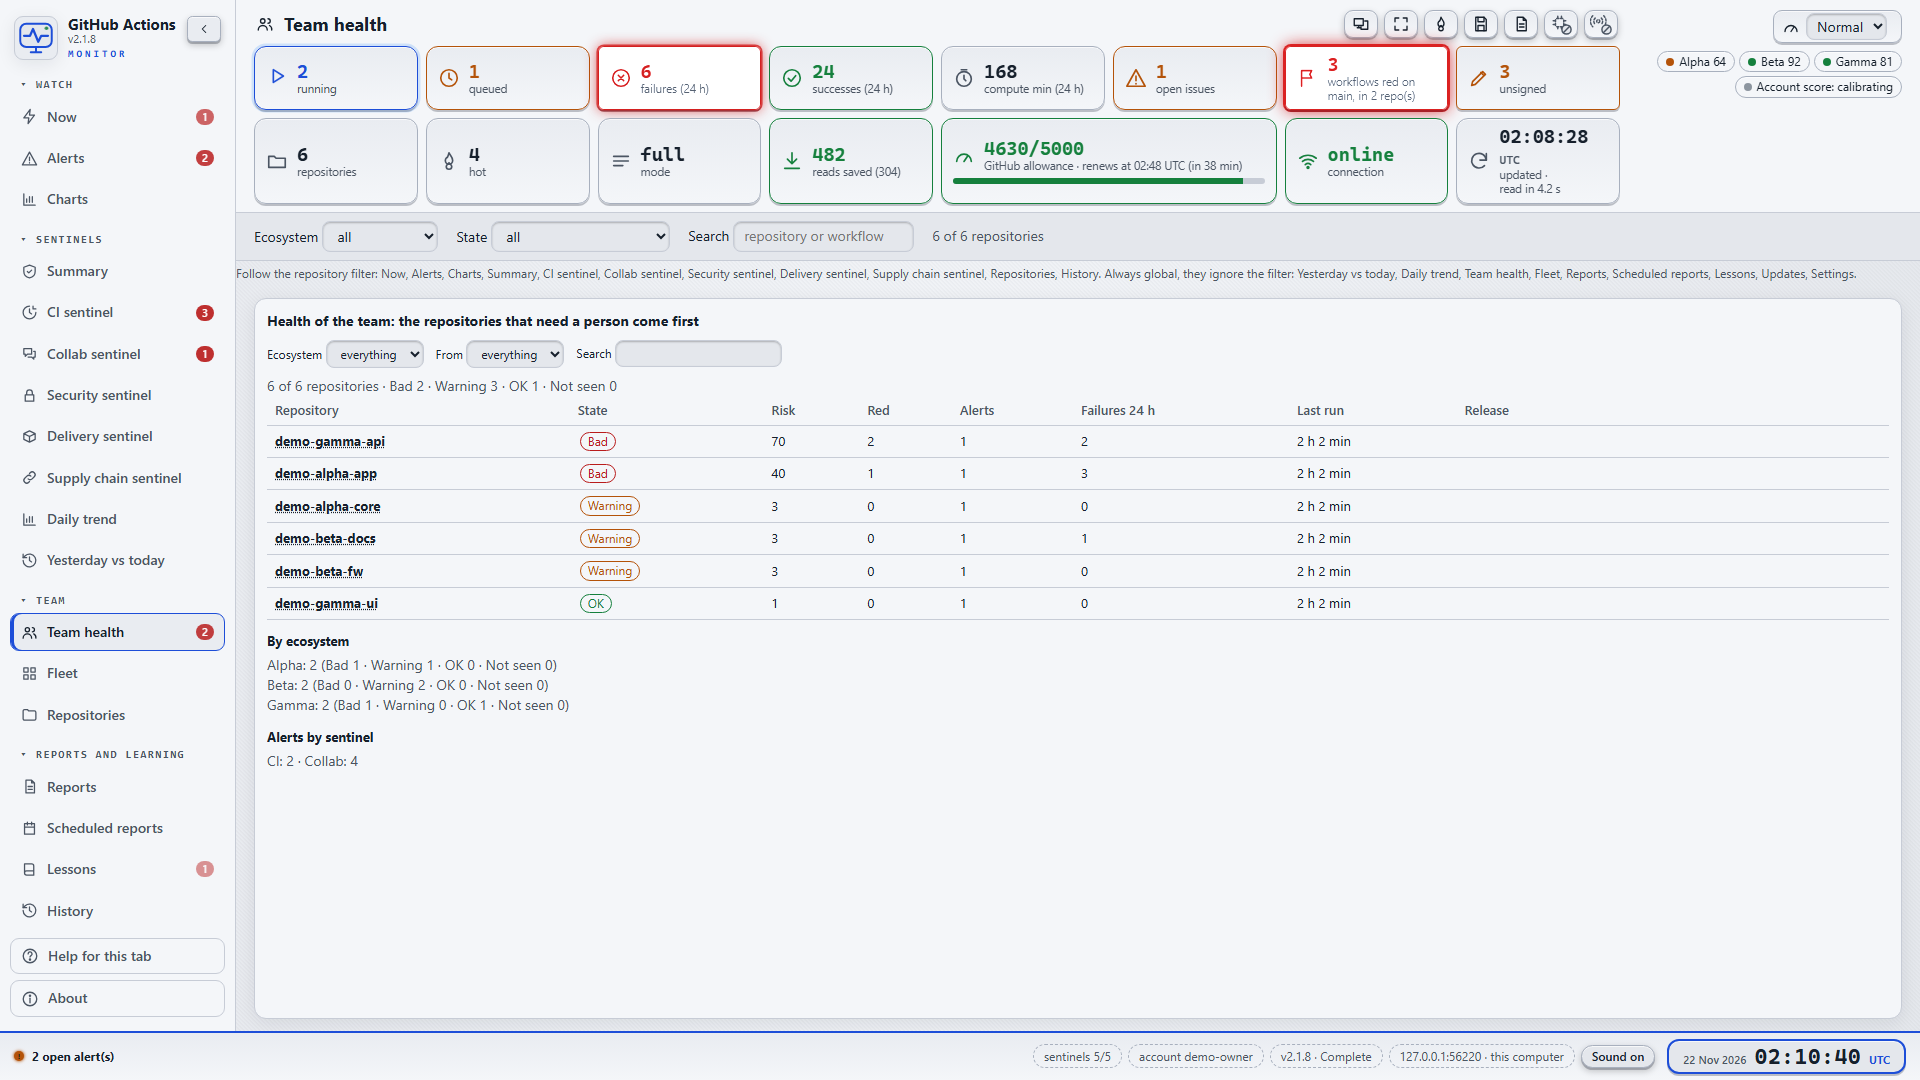 GitHub Actions
v2.1.8
MONITOR
WATCH
Now 1
Alerts 2
Charts
SENTINELS
Summary
CI sentinel 3
Collab sentinel 1
Security sentinel
Delivery sentinel
Supply chain sentinel
Daily trend
Yesterday vs today
TEAM
Team health 2
Fleet
Repositories
REPORTS AND LEARNING
Reports
Scheduled reports
Lessons 1
History
Help for this tab
About
Team health
Normal
2
running
1
queued
6
failures (24 h)
24
successes (24 h)
168
compute min (24 h)
1
open issues
3
workflows red on
main, in 2 repo(s)
3
unsigned
Alpha 64
Beta 92
Gamma 81
Account score: calibrating
6
repositories
4
hot
full
mode
482
reads saved (304)
4630/5000
GitHub allowance · renews at 02:48 UTC (in 38 min)
online
connection
02:08:28
UTC
updated ·
read in 4.2 s
Ecosystem all State all Search repository or workflow 6 of 6 repositories
Follow the repository filter: Now, Alerts, Charts, Summary, CI sentinel, Collab sentinel, Security sentinel, Delivery sentinel, Supply chain sentinel, Repositories, History. Always global, they ignore the filter: Yesterday vs today, Daily trend, Team health, Fleet, Reports, Scheduled reports, Lessons, Updates, Settings.
Health of the team: the repositories that need a person come first
Ecosystem everything From everything Search
6 of 6 repositories · Bad 2 · Warning 3 · OK 1 · Not seen 0
Repository State Risk Red Alerts Failures 24 h Last run Release
demo-gamma-api Bad 70 2 1 2 2 h 2 min
demo-alpha-app Bad 40 1 1 3 2 h 2 min
demo-alpha-core Warning 3 0 1 0 2 h 2 min
demo-beta-docs Warning 3 0 1 1 2 h 2 min
demo-beta-fw Warning 3 0 1 0 2 h 2 min
demo-gamma-ui OK 1 0 1 0 2 h 2 min
By ecosystem
Alpha: 2 (Bad 1 · Warning 1 · OK 0 · Not seen 0)
Beta: 2 (Bad 0 · Warning 2 · OK 0 · Not seen 0)
Gamma: 2 (Bad 1 · Warning 0 · OK 1 · Not seen 0)
Alerts by sentinel
CI: 2 · Collab: 4
2 open alert(s)
sentinels 5/5
account demo-owner
v2.1.8 · Complete
127.0.0.1:56220 · this computer
Sound on
22 Nov 2026 02:10:40 UTC